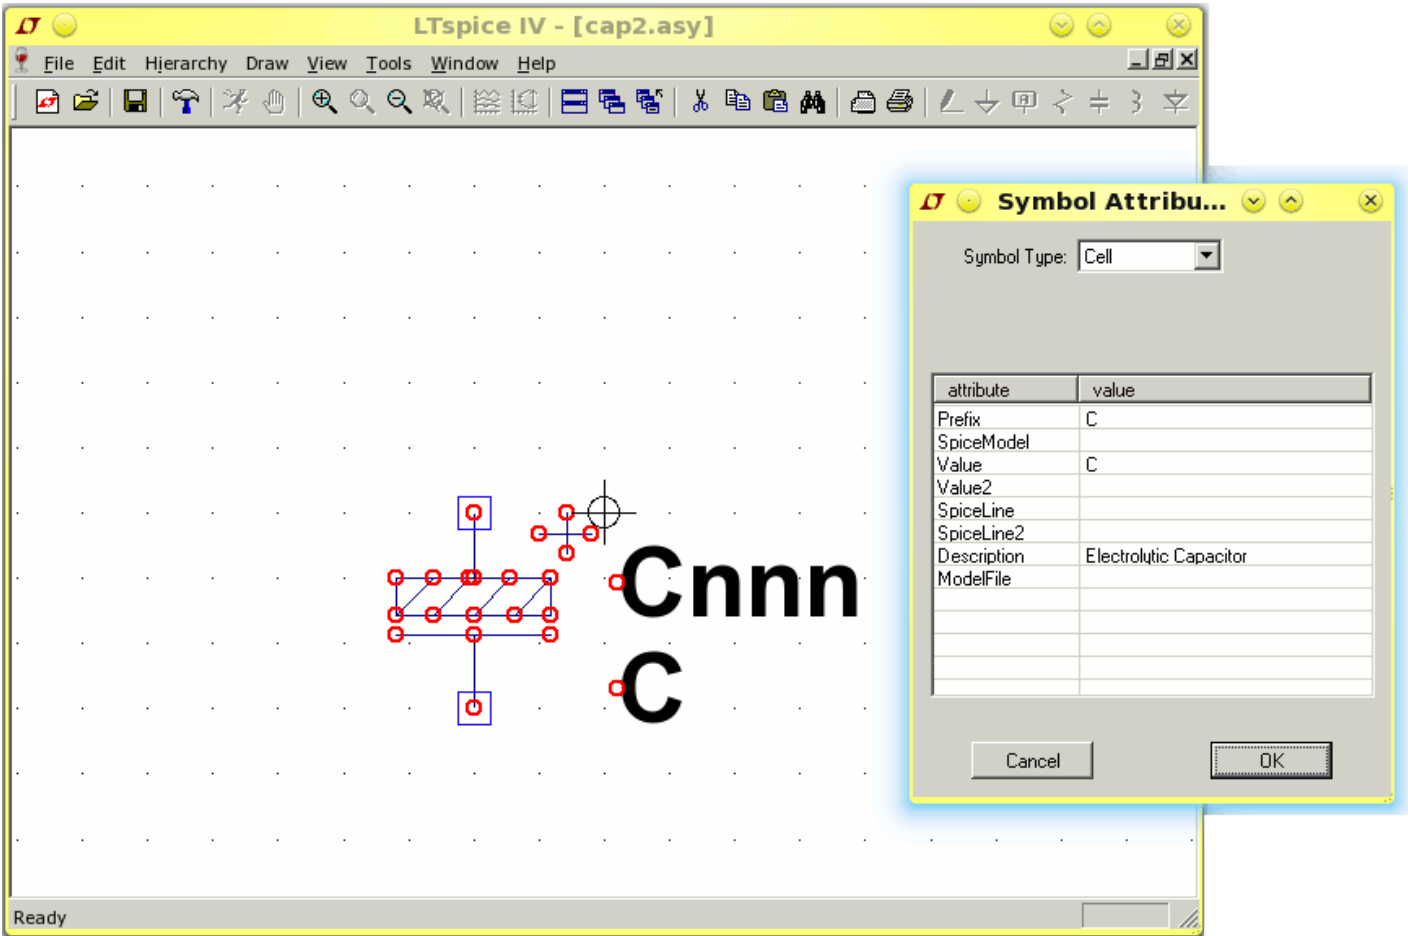 LTspice IV - [cap2.asy]
File Edit Hierarchy Draw View Tools Window Help
Cnnn
C
Ready
Symbol Attribu...
Symbol Type: Cell
attribute value
Prefix C
SpiceModel
Value C
Value2
SpiceLine
SpiceLine2
Description Electrolytic Capacitor
ModelFile
Cancel OK